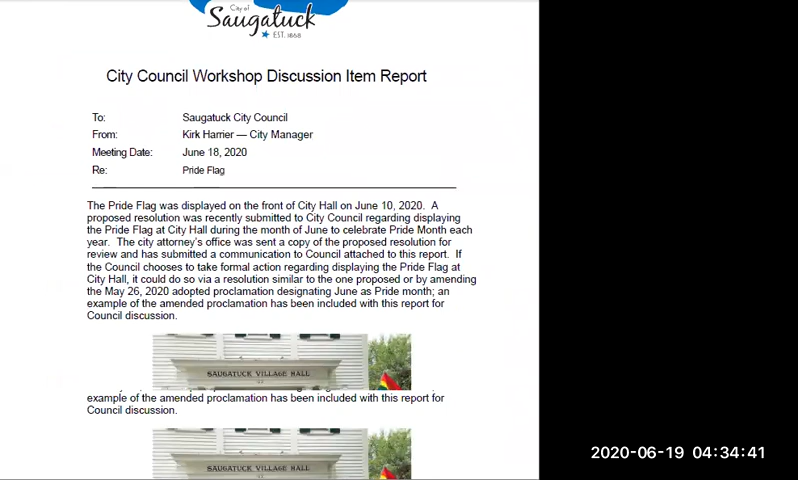 City of
Saugatuck
EST. 1868
City Council Workshop Discussion Item Report
To: Saugatuck City Council
From: Kirk Harrier — City Manager
Meeting Date: June 18, 2020
Re: Pride Flag
The Pride Flag was displayed on the front of City Hall on June 10, 2020. A
proposed resolution was recently submitted to City Council regarding displaying
the Pride Flag at City Hall during the month of June to celebrate Pride Month each
year. The city attorney's office was sent a copy of the proposed resolution for
review and has submitted a communication to Council attached to this report. If
the Council chooses to take formal action regarding displaying the Pride Flag at
City Hall, it could do so via a resolution similar to the one proposed or by amending
the May 26, 2020 adopted proclamation designating June as Pride month; an
example of the amended proclamation has been included with this report for
Council discussion.
SAUGATUCK VILLAGE HALL
example of the amended proclamation has been included with this report for
Council discussion.
SAUGATUCK VILLAGE HALL
2020-06-19 04:34:41